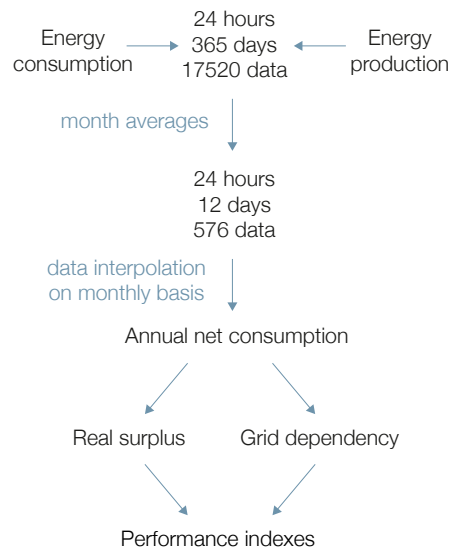 24 hours
Energy
consumption
365 days
17520 data
Energy
production
month averages
24 hours
12 days
576 data
data interpolation
on monthly basis
Annual net consumption
Real surplus
Grid dependency
Performance indexes